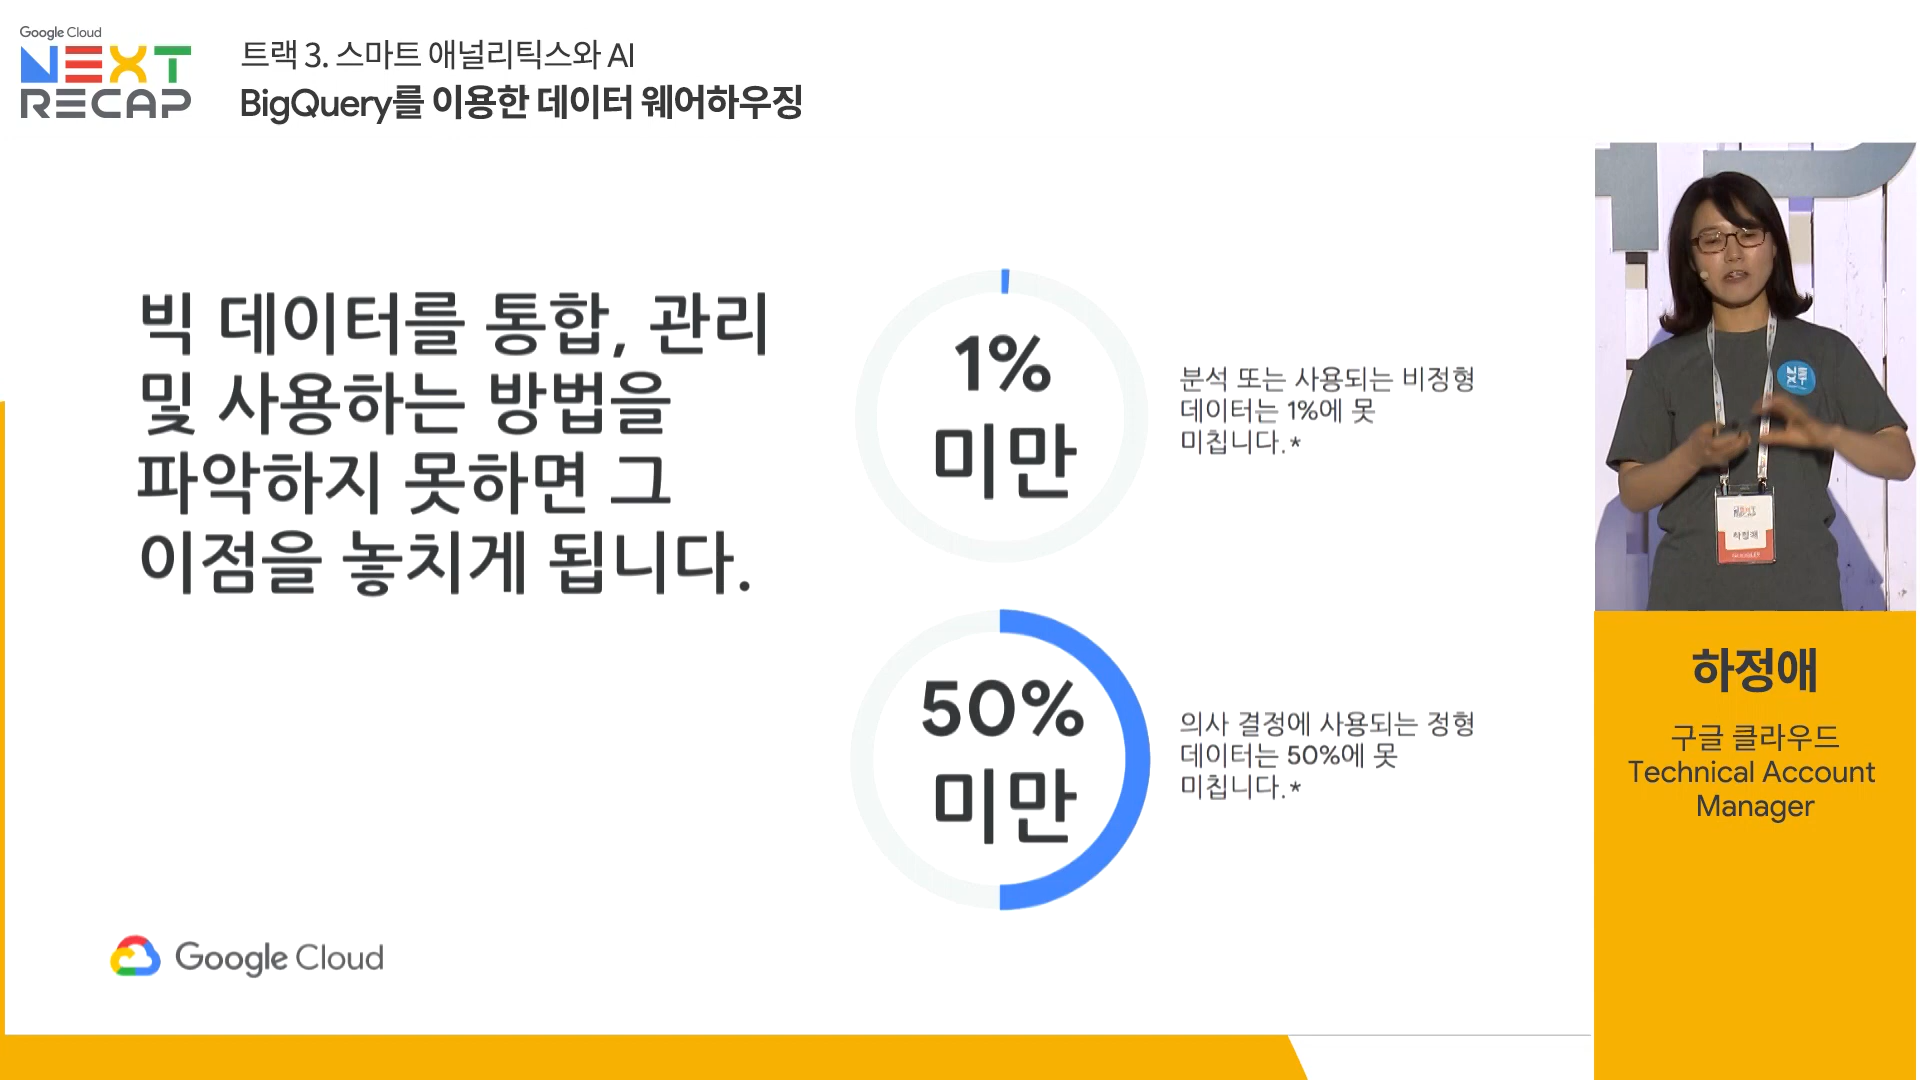 Google Cloud
NEXT
RECAP
트랙 3. 스마트 애널리틱스와 AI
BigQuery를 이용한 데이터 웨어하우징
빅 데이터를 통합, 관리
및 사용하는 방법을
파악하지 못하면 그
이점을 놓치게 됩니다.
1%
미만
분석 또는 사용되는 비정형
데이터는 1%에 못
미칩니다.*
50%
미만
의사 결정에 사용되는 정형
데이터는 50%에 못
미칩니다.*
Google Cloud
NEXT
RECAP
하정애
하정애
구글 클라우드
Technical Account
Manager